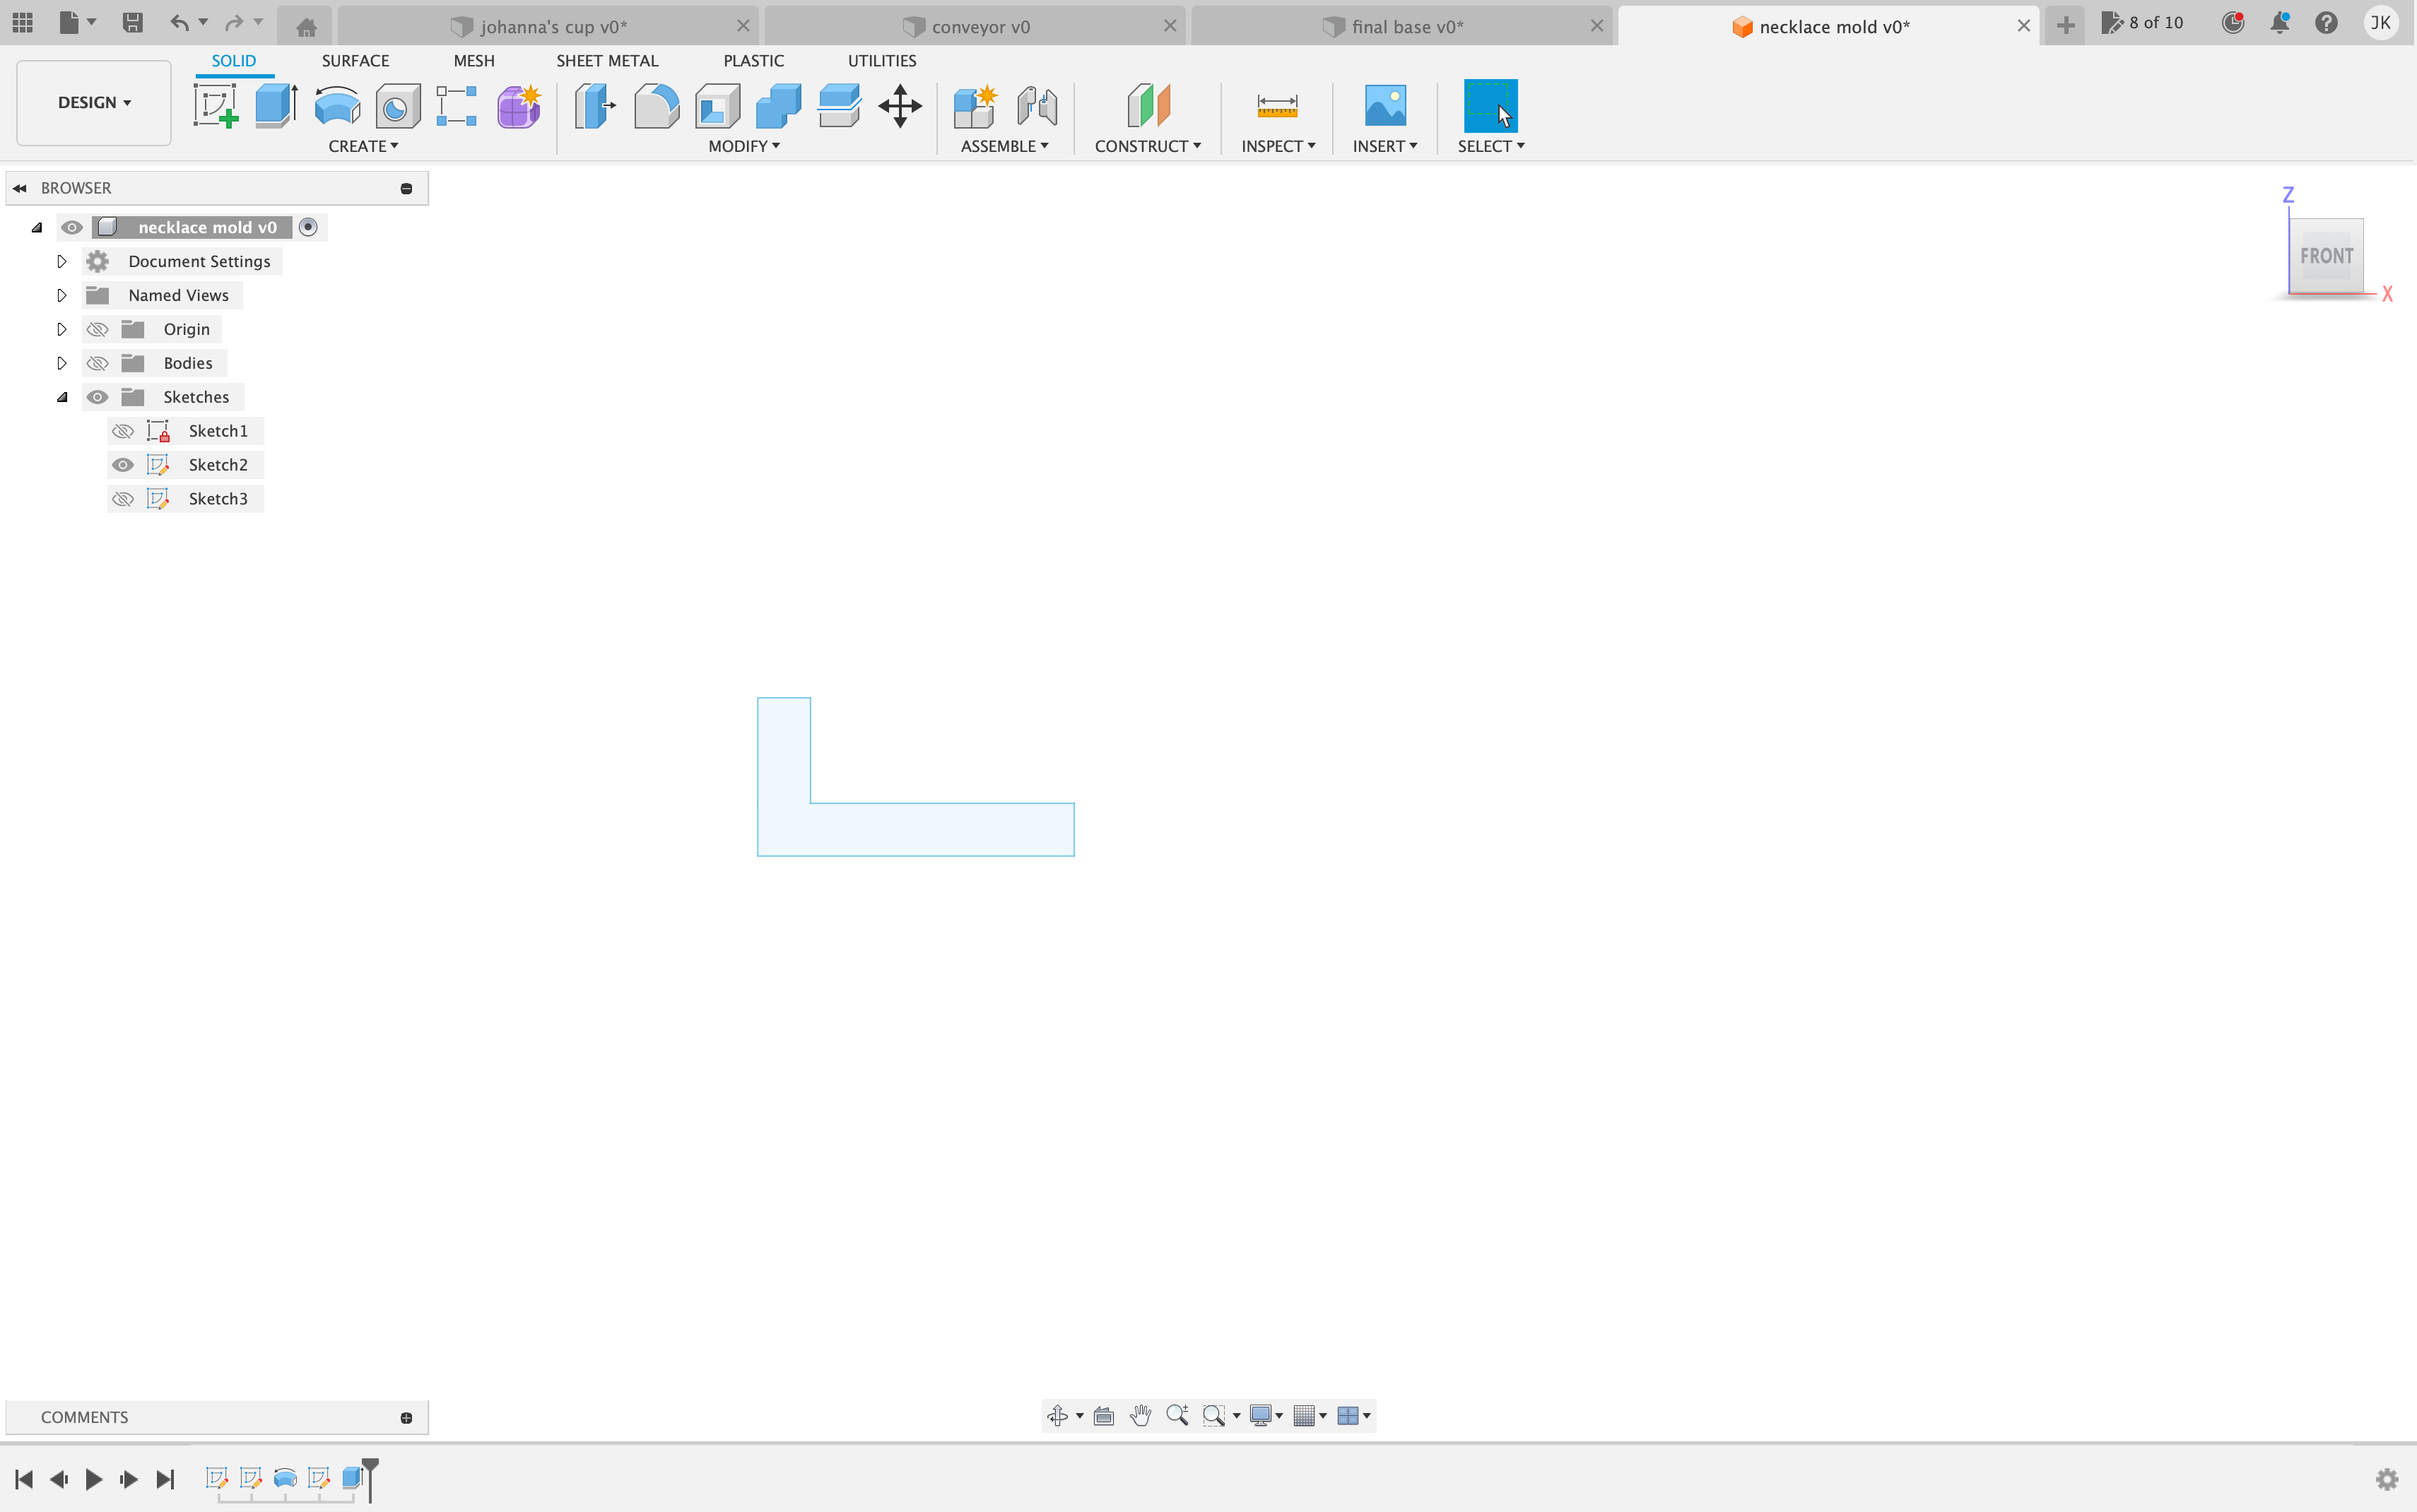 johanna's cup v0*
conveyor v0
final base v0*
necklace mold v0*
8 of 10
JK
SOLID
SURFACE
MESH
SHEET METAL
PLASTIC
UTILITIES
DESIGN
CREATE
MODIFY
ASSEMBLE
CONSTRUCT
INSPECT
INSERT
SELECT
BROWSER
necklace mold v0
Document Settings
Named Views
Origin
Bodies
Sketches
Sketch1
Sketch2
Sketch3
Z
FRONT
X
COMMENTS